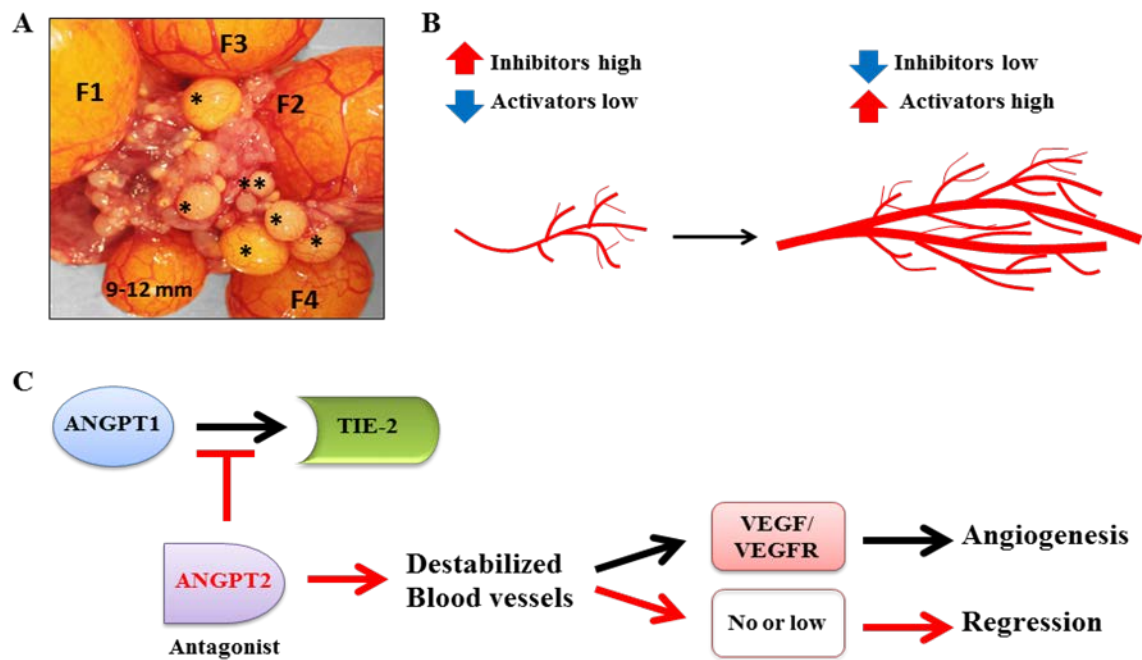 A
F3
F1
F2
*
**
*
*
*
*
9-12 mm
F4
B
Inhibitors high
Activators low
Inhibitors low
Activators high
C
ANGPT1
TIE-2
ANGPT2
Antagonist
Destabilized
Blood vessels
VEGF/
VEGFR
Angiogenesis
No or low
Regression